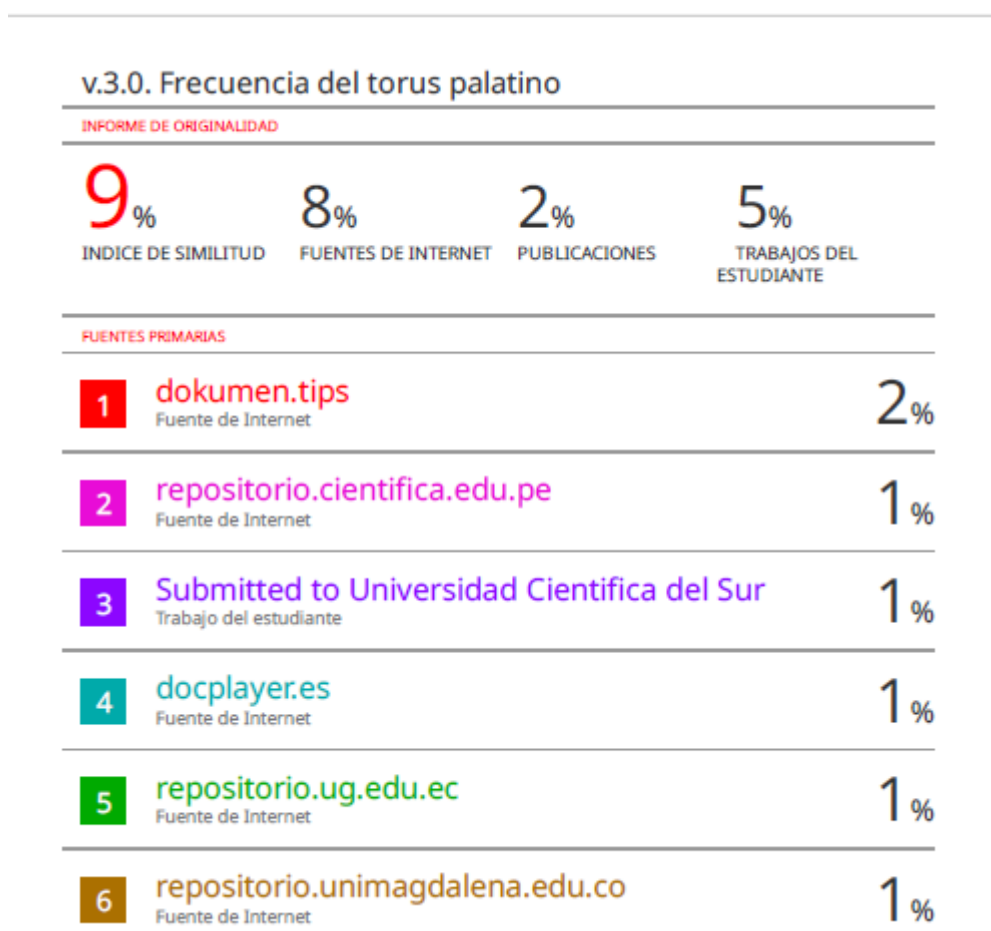 v.3.0. Frecuencia del torus palatino
INFORME DE ORIGINALIDAD
9% 8% 2% 5%
INDICE DE SIMILITUD FUENTES DE INTERNET PUBLICACIONES TRABAJOS DEL
ESTUDIANTE
FUENTES PRIMARIAS
1 dokumen.tips 2%
Fuente de Internet
2 repositorio.cientifica.edu.pe 1%
Fuente de Internet
3 Submitted to Universidad Cientifica del Sur 1%
Trabajo del estudiante
4 docplayer.es 1%
Fuente de Internet
5 repositorio.ug.edu.ec 1%
Fuente de Internet
6 repositorio.unimagdalena.edu.co 1%
Fuente de Internet